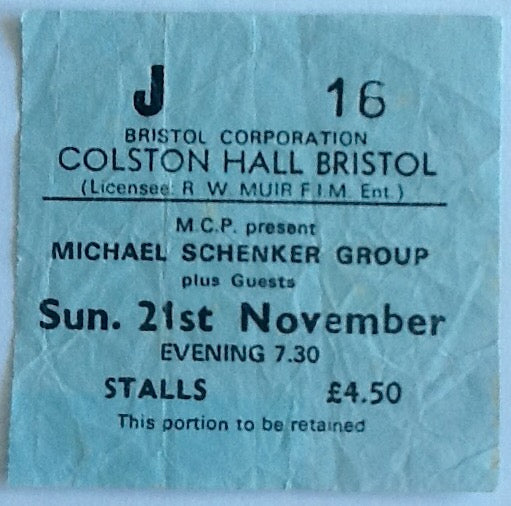 J 16
BRISTOL CORPORATION
COLSTON HALL BRISTOL
(Licensee: R. W. MUIR F.I.M. Ent.)
M.C.P. present
MICHAEL SCHENKER GROUP
plus Guests
Sun. 21st November
EVENING 7.30
STALLS £4.50
This portion to be retained